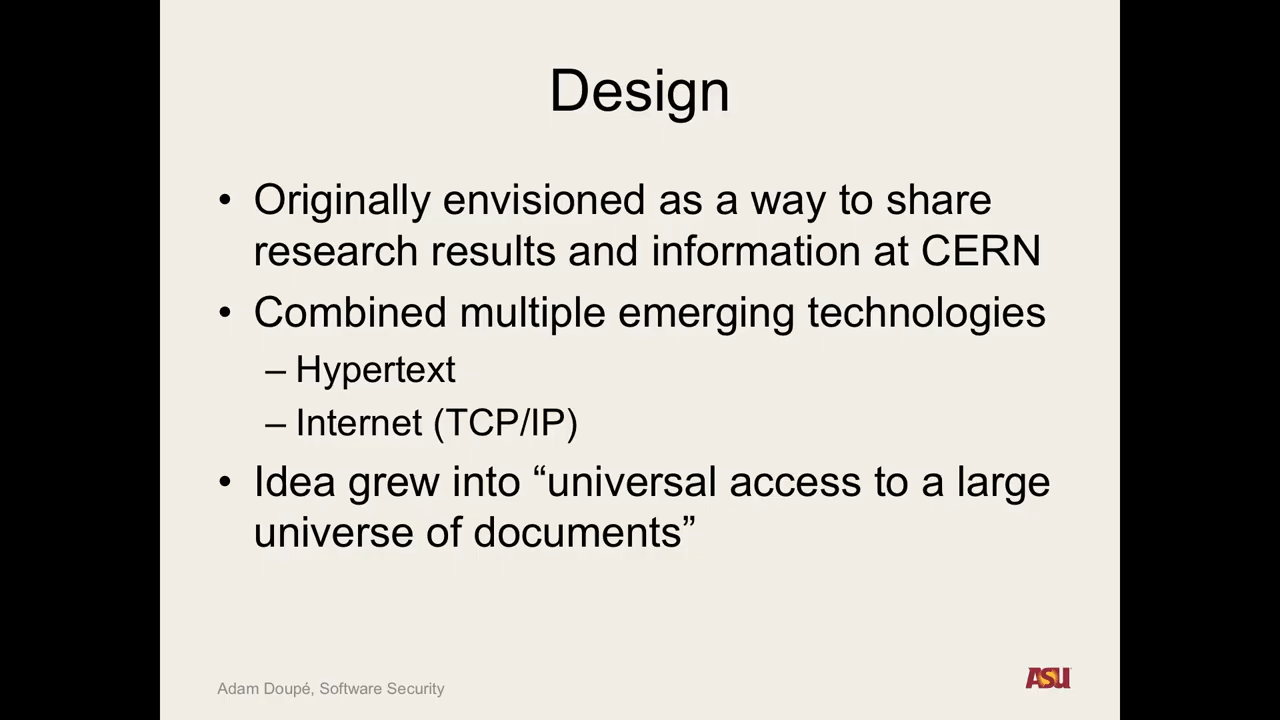 Design
• Originally envisioned as a way to share
research results and information at CERN
• Combined multiple emerging technologies
– Hypertext
– Internet (TCP/IP)
• Idea grew into “universal access to a large
universe of documents”
Adam Doupé, Software Security
ASU